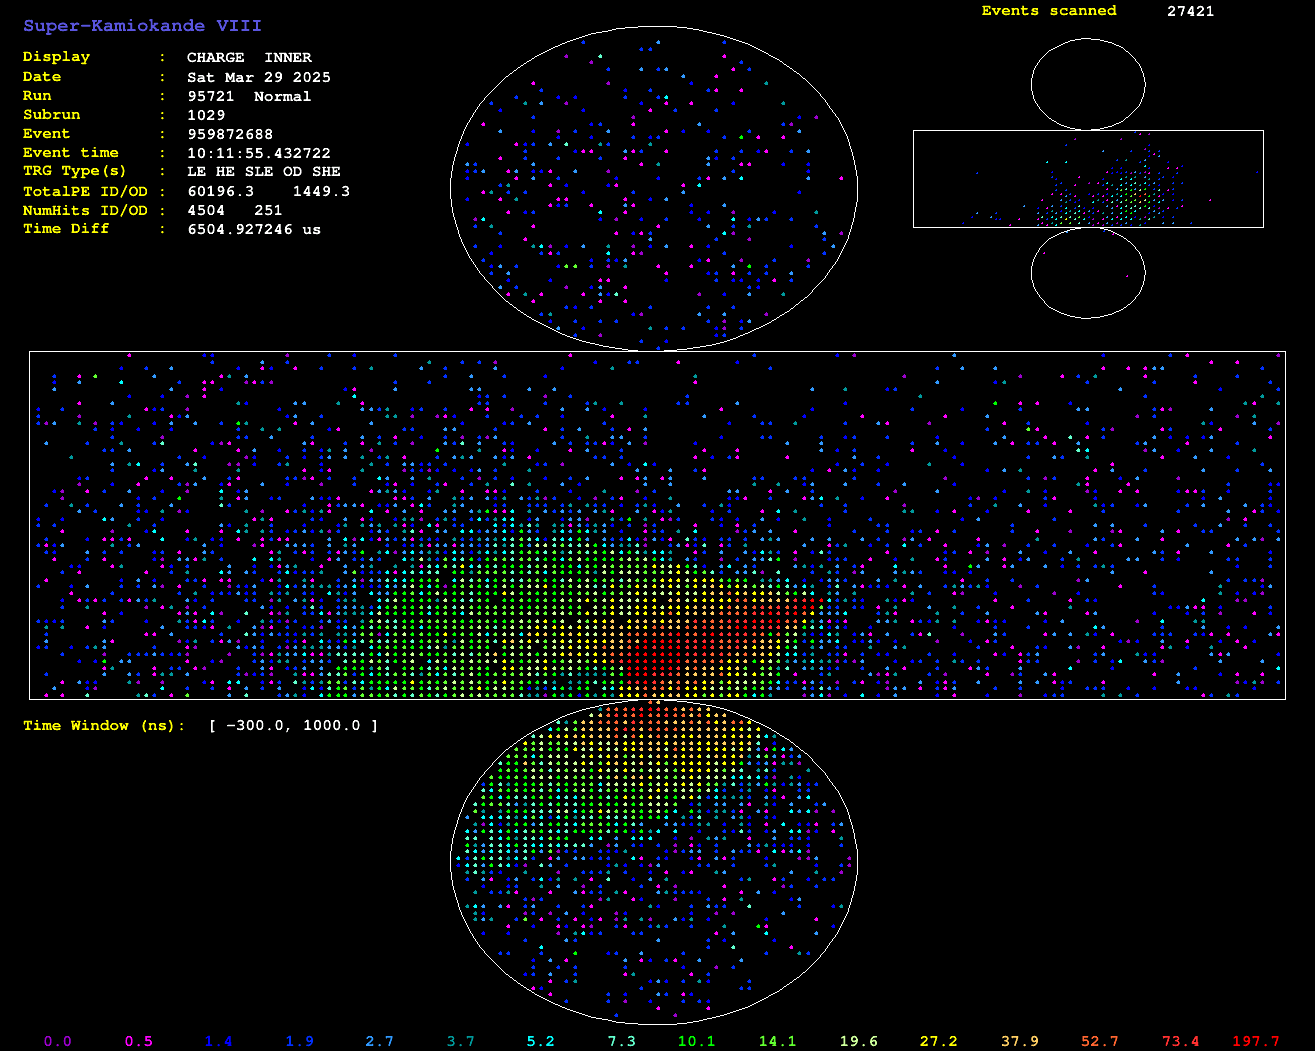 Super-Kamiokande VIII
Events scanned 27421
Display : CHARGE INNER
Date : Sat Mar 29 2025
Run : 95721 Normal
Subrun : 1029
Event : 959872688
Event time : 10:11:55.432722
TRG Type(s) : LE HE SLE OD SHE
TotalPE ID/OD : 60196.3 1449.3
NumHits ID/OD : 4504 251
Time Diff : 6504.927246 us
Time Window (ns): [ -300.0, 1000.0 ]
0.0 0.5 1.4 1.9 2.7 3.7 5.2 7.3 10.1 14.1 19.6 27.2 37.9 52.7 73.4 197.7